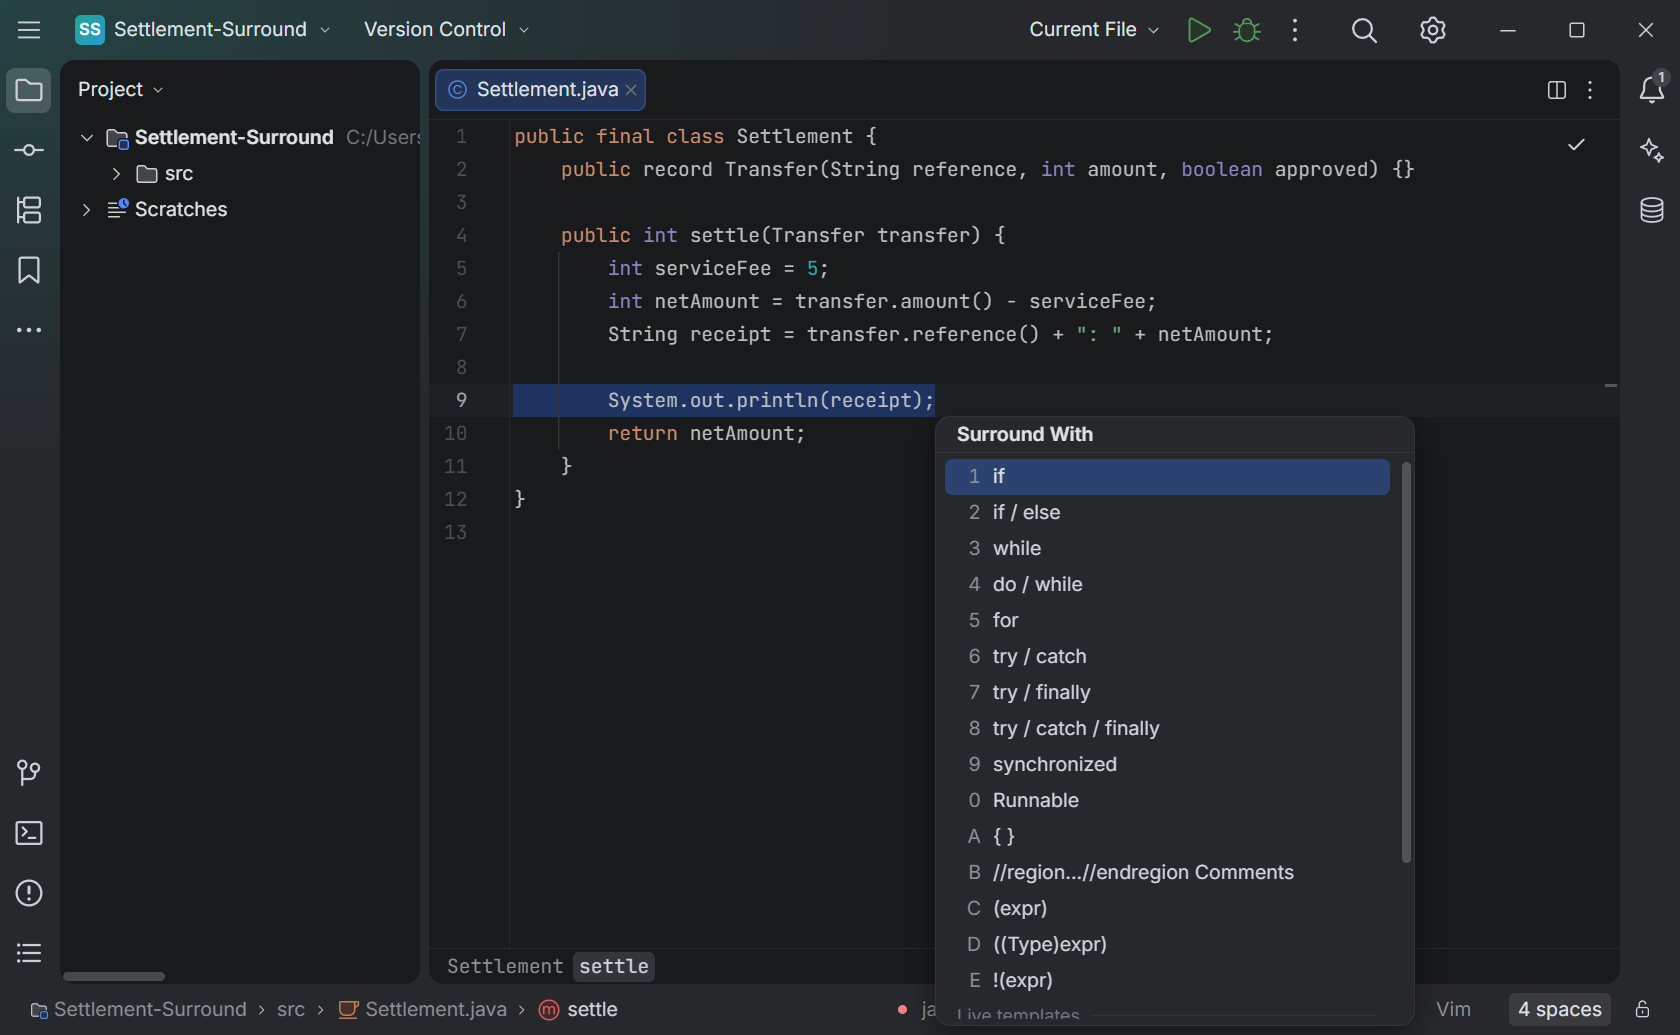 SS Settlement-Surround Version Control Current File
Project
Settlement.java
1
Settlement-Surround C:/Users
src
Scratches
1 public final class Settlement {
2 public record Transfer(String reference, int amount, boolean approved) {}
3
4 public int settle(Transfer transfer) {
5 int serviceFee = 5;
6 int netAmount = transfer.amount() - serviceFee;
7 String receipt = transfer.reference() + ": " + netAmount;
8
9 System.out.println(receipt);
10 return netAmount;
11 }
12 }
13
Surround With
1 if
2 if / else
3 while
4 do / while
5 for
6 try / catch
7 try / finally
8 try / catch / finally
9 synchronized
0 Runnable
A { }
B //region...//endregion Comments
C (expr)
D ((Type)expr)
E !(expr)
Live templates
Settlement settle
Settlement-Surround › src › Settlement.java › m settle ja Vim 4 spaces